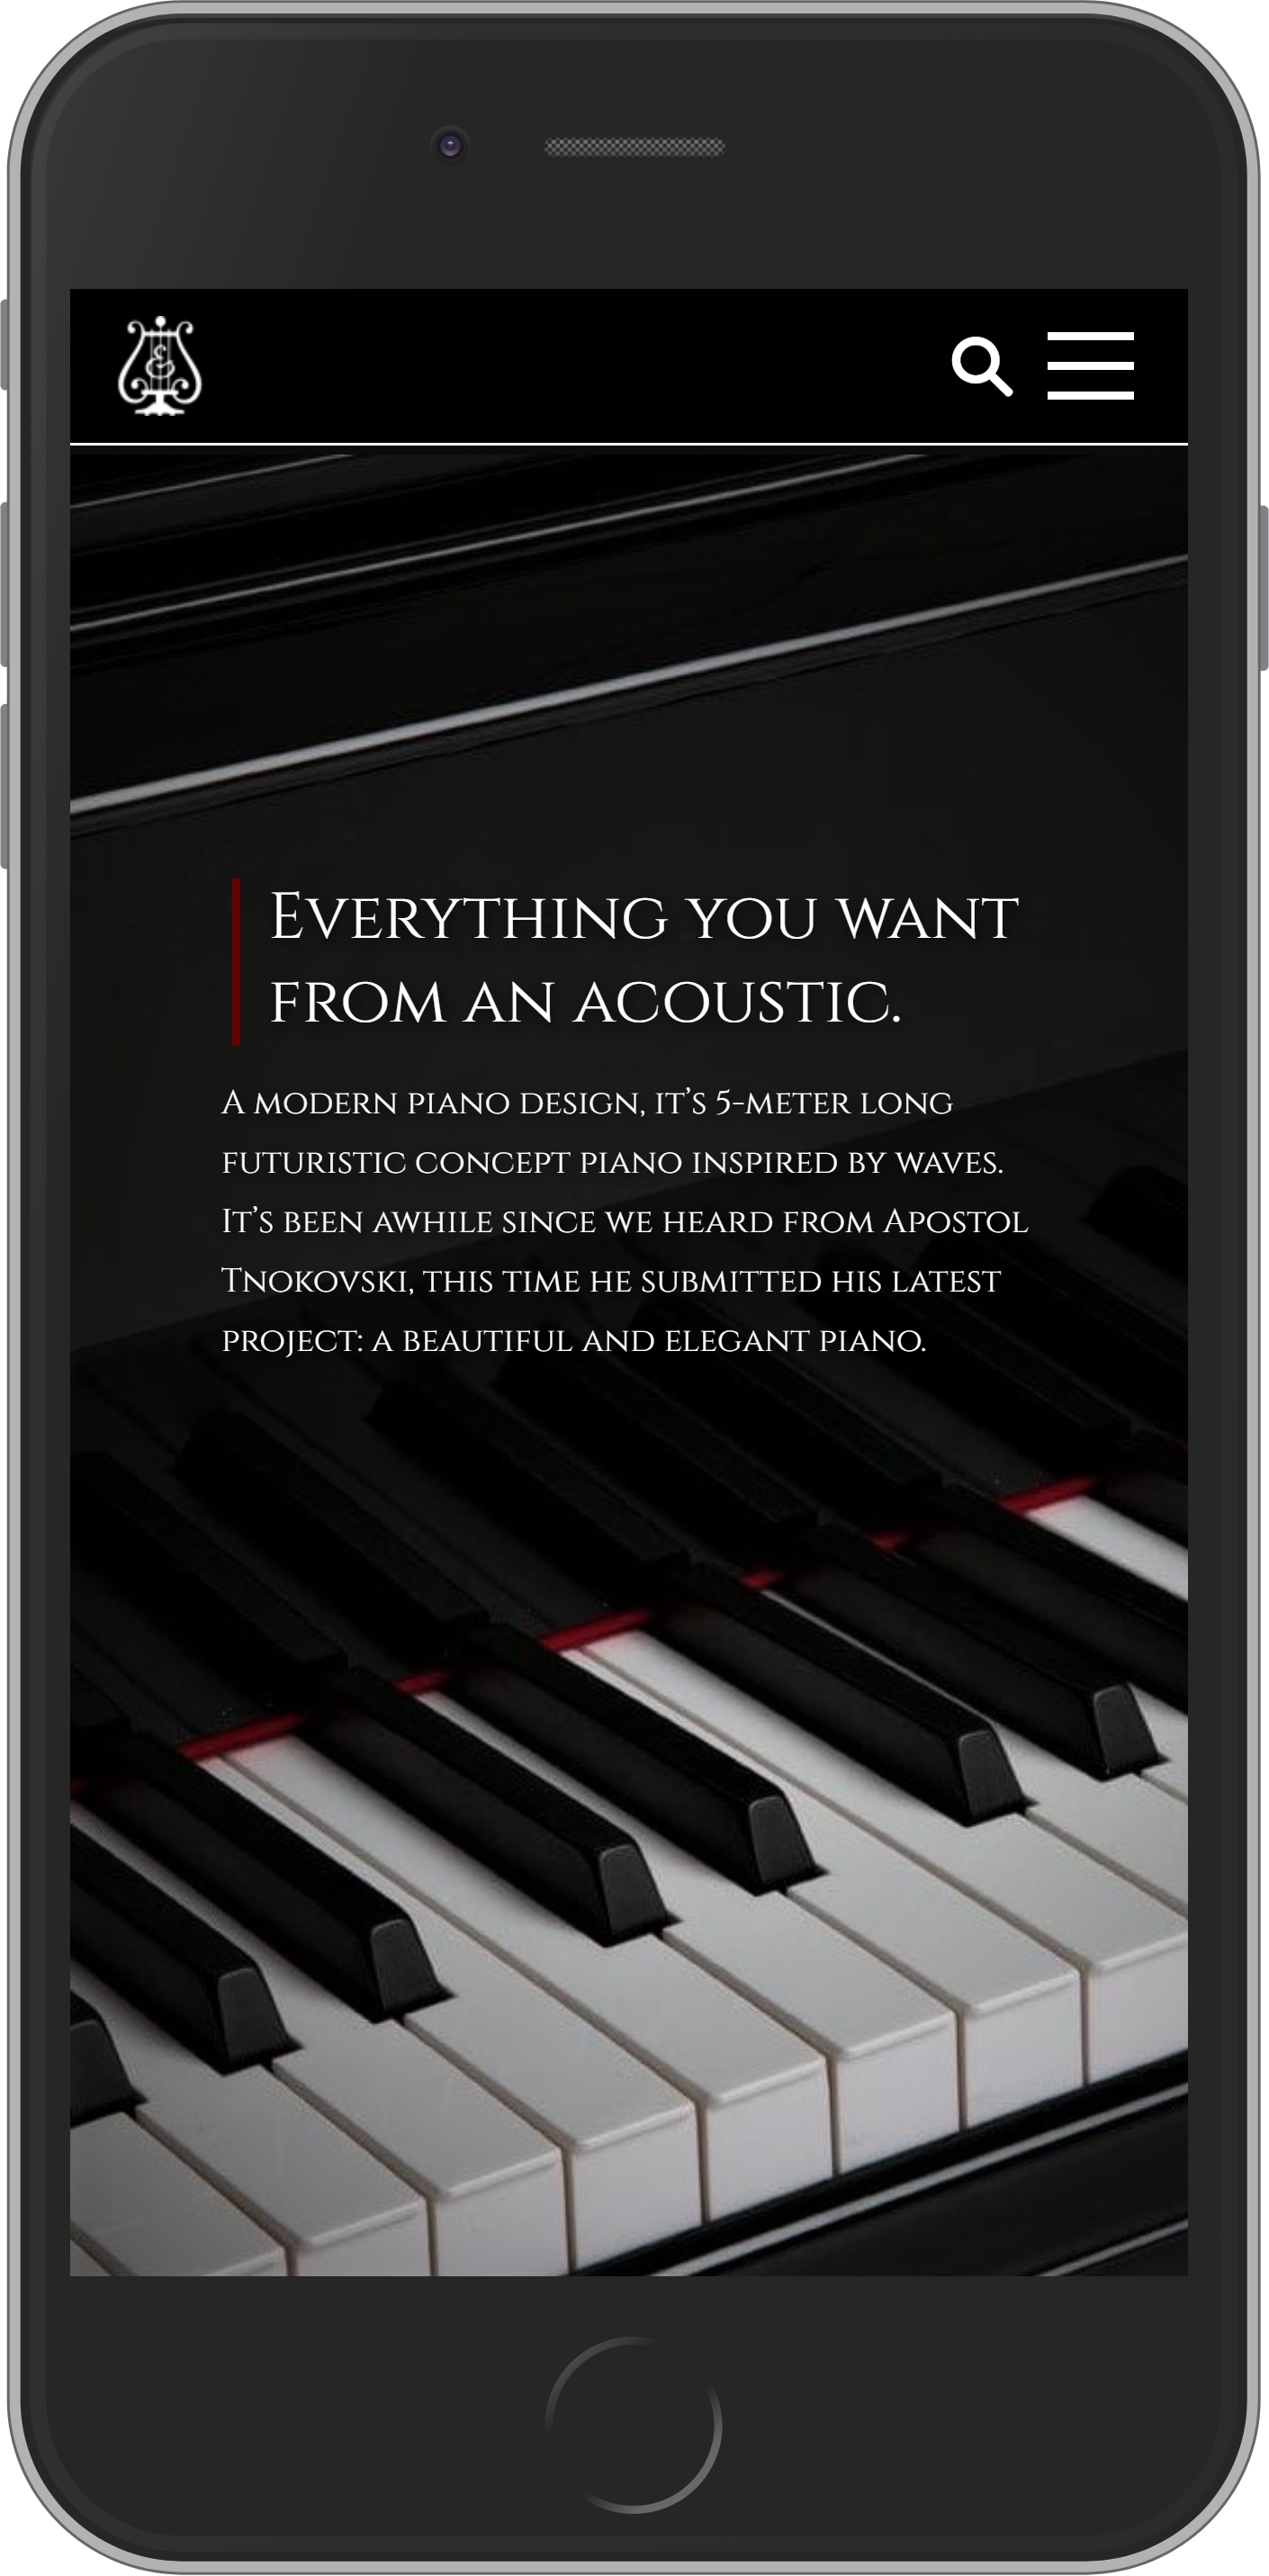 Everything you want
from an acoustic.
A modern piano design, it’s 5-meter long
futuristic concept piano inspired by waves.
It’s been awhile since we heard from Apostol
Tnokovski, this time he submitted his latest
project: a beautiful and elegant piano.